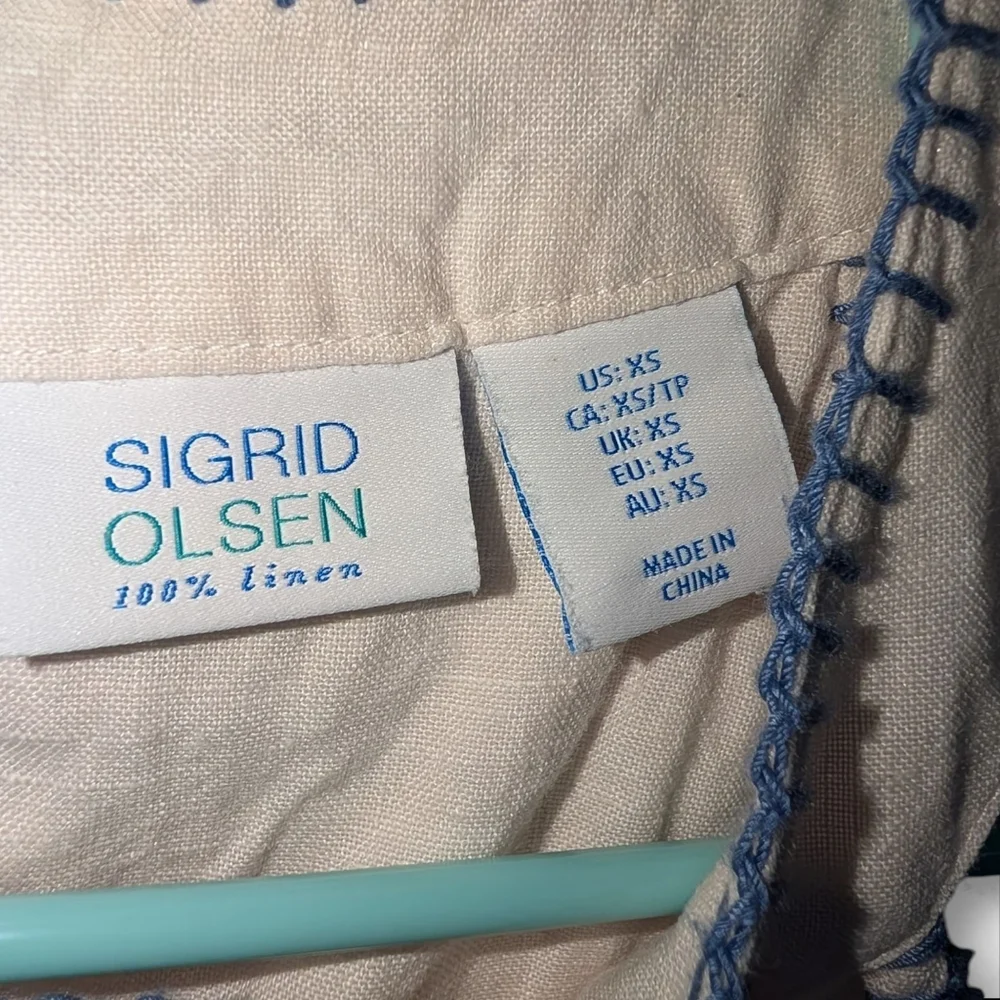 SIGRID
OLSEN
100% linen
US: XS
CA: XS/TP
UK: XS
EU: XS
AU: XS
MADE IN
CHINA